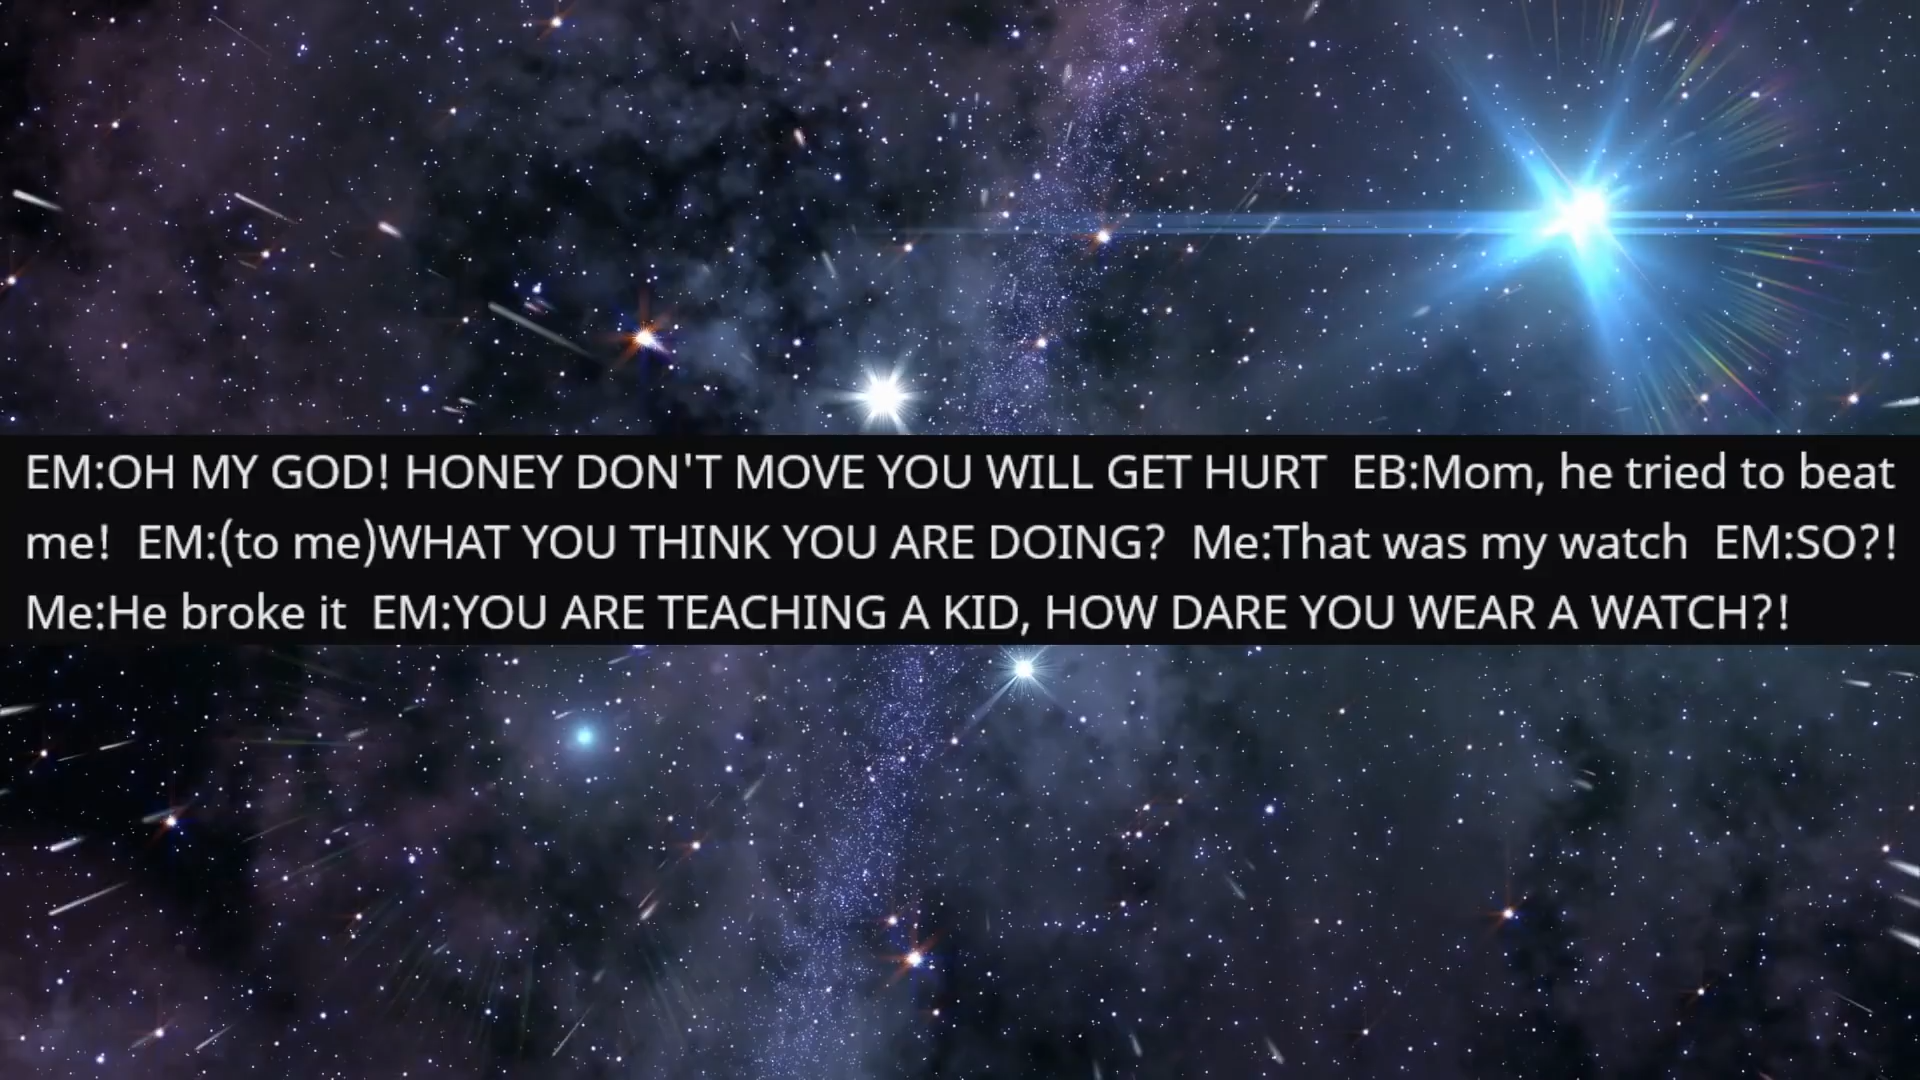 EM:OH MY GOD! HONEY DON'T MOVE YOU WILL GET HURT  EB:Mom, he tried to beat
me!  EM:(to me)WHAT YOU THINK YOU ARE DOING?  Me:That was my watch  EM:SO?!
Me:He broke it  EM:YOU ARE TEACHING A KID, HOW DARE YOU WEAR A WATCH?!